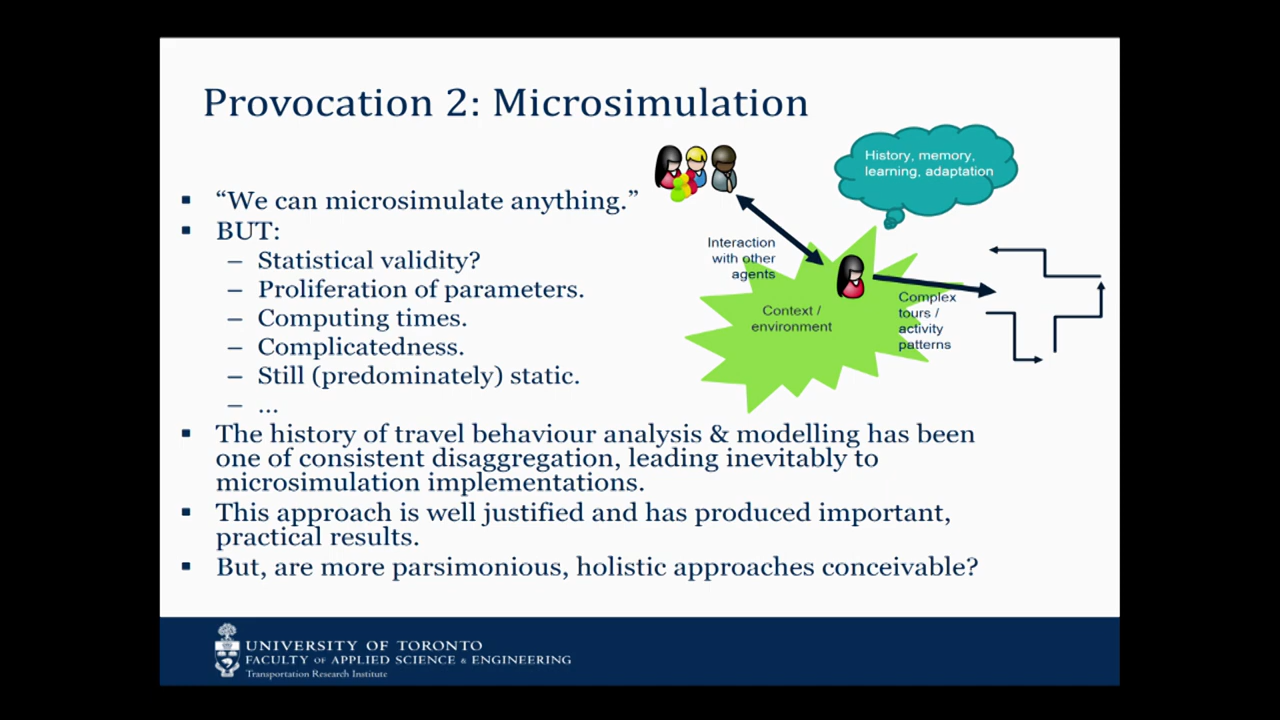 Provocation 2: Microsimulation
▪ “We can microsimulate anything.”
▪ BUT:
– Statistical validity?
– Proliferation of parameters.
– Computing times.
– Complicatedness.
– Still (predominately) static.
– ...
▪ The history of travel behaviour analysis & modelling has been
one of consistent disaggregation, leading inevitably to
microsimulation implementations.
▪ This approach is well justified and has produced important,
practical results.
▪ But, are more parsimonious, holistic approaches conceivable?
History, memory,
learning, adaptation
Interaction
with other
agents
Context /
environment
Complex
tours /
activity
patterns
UNIVERSITY OF TORONTO
FACULTY OF APPLIED SCIENCE & ENGINEERING
Transportation Research Institute